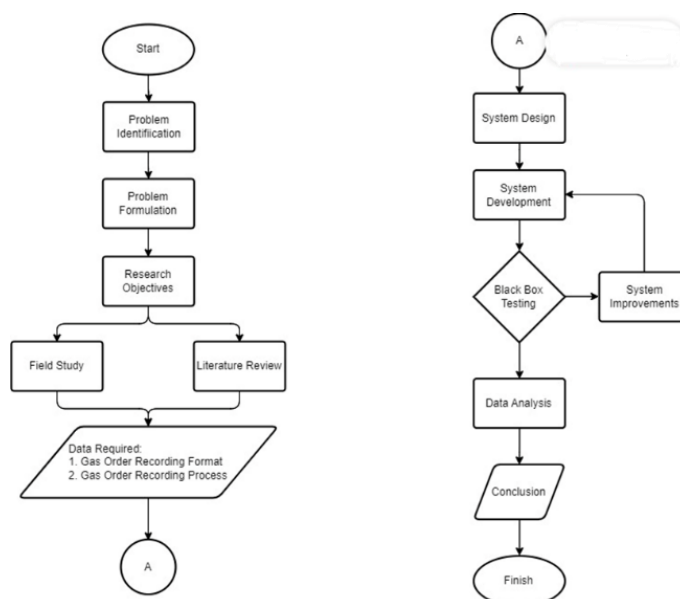 Start
Problem
Identifiication
Problem
Formulation
Research
Objectives
Field Study
Literature Review
Data Required:
1. Gas Order Recording Format
2. Gas Order Recording Process
A
A
System Design
System
Development
Black Box
Testing
System
Improvements
Data Analysis
Conclusion
Finish